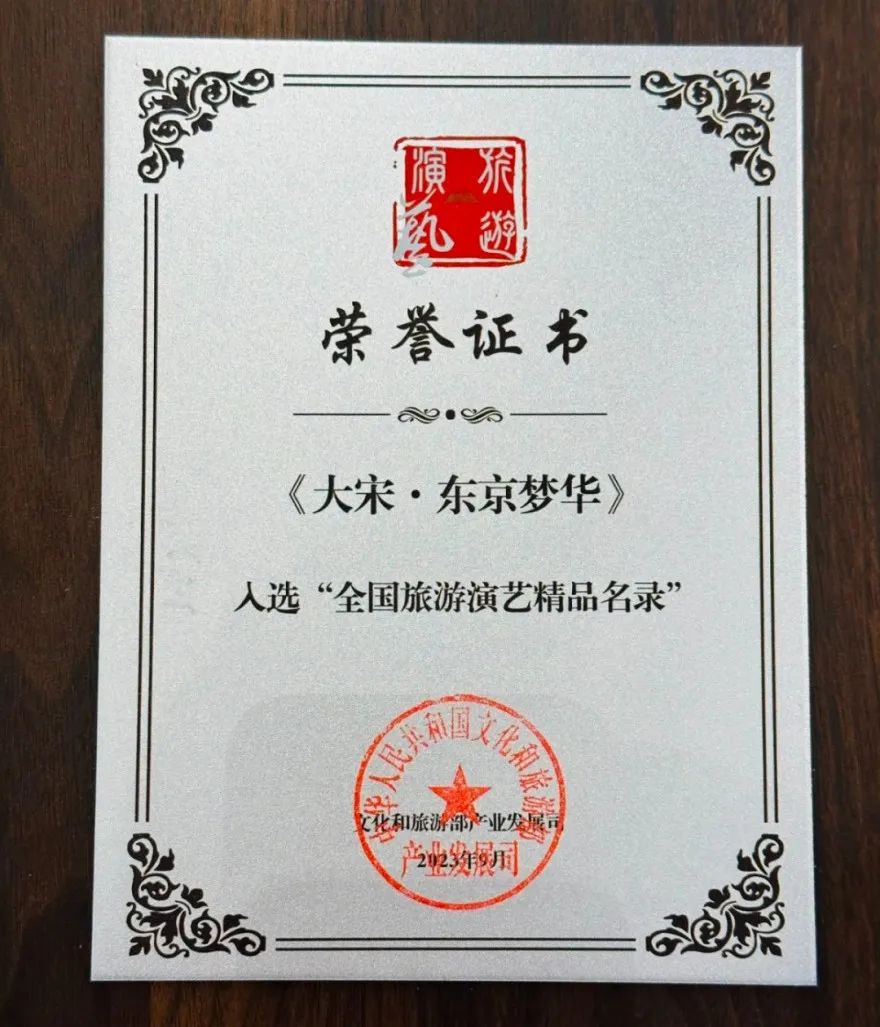 旅遊
演藝
荣誉证书
《大宋·东京梦华》
入选“全国旅游演艺精品名录”
中华人民共和国文化和旅游部
文化和旅游部产业发展司
2023年9月
产业发展司